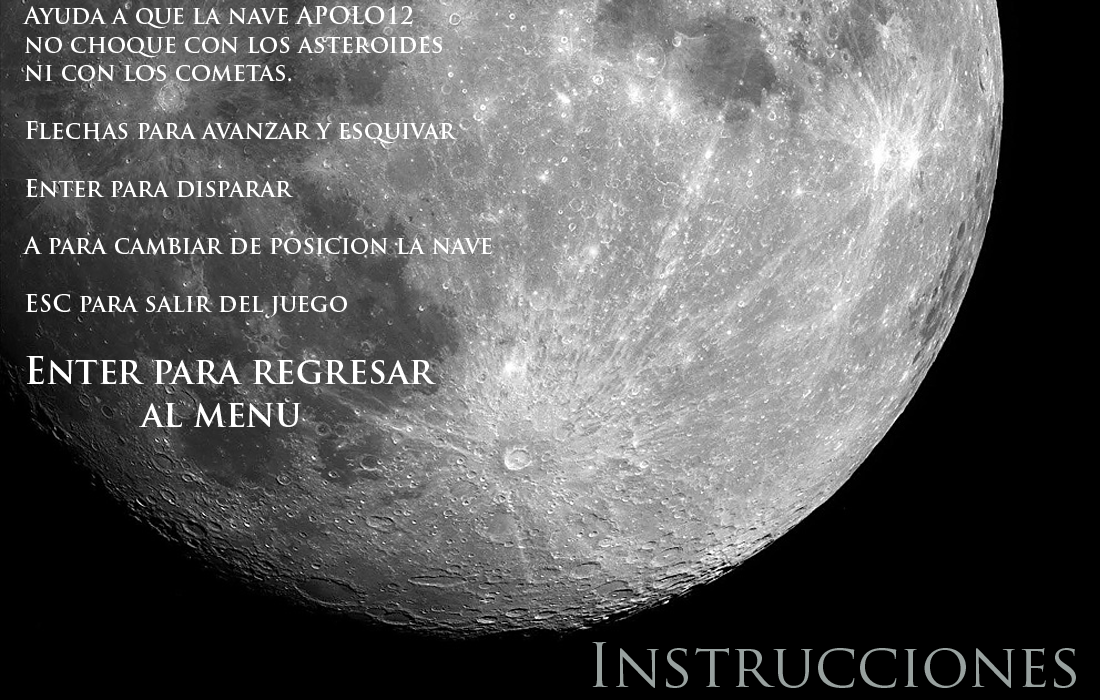 Ayuda a que la nave APOLO12
no choque con los asteroides
ni con los cometas.
Flechas para avanzar y esquivar
Enter para disparar
A para cambiar de posicion la nave
ESC para salir del juego
Enter para regresar
al menu
Instrucciones